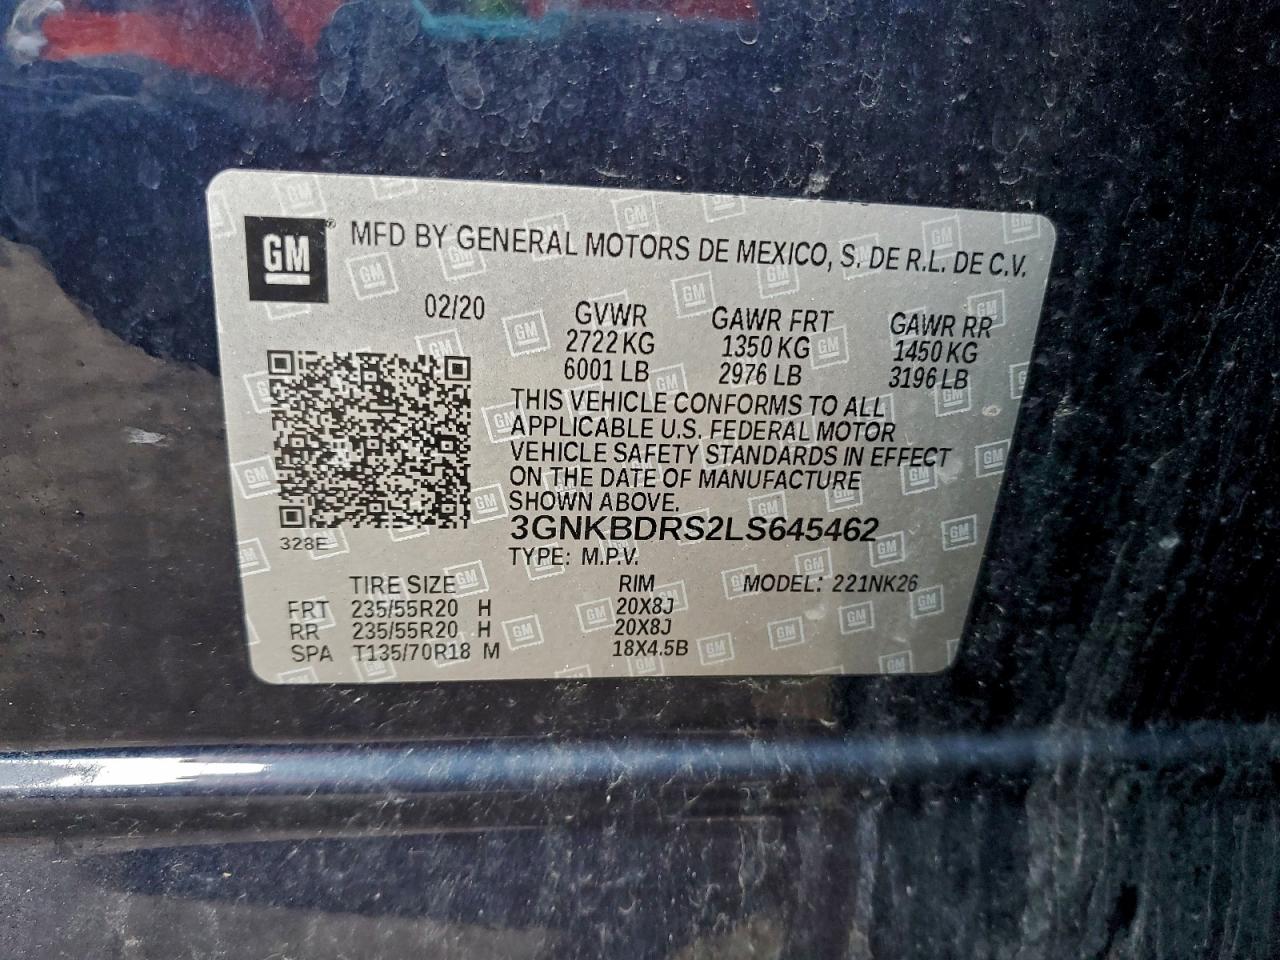 GM
MFD BY GENERAL MOTORS DE MEXICO, S. DE R.L. DE C.V.
02/20 GVWR GAWR FRT GAWR RR
2722 KG 1350 KG 1450 KG
6001 LB 2976 LB 3196 LB
THIS VEHICLE CONFORMS TO ALL
APPLICABLE U.S. FEDERAL MOTOR
VEHICLE SAFETY STANDARDS IN EFFECT
ON THE DATE OF MANUFACTURE
SHOWN ABOVE.
3GNKBDRS2LS645462
328E
TYPE: M.P.V.
TIRE SIZE RIM MODEL: 221NK26
FRT 235/55R20 H 20X8J
RR 235/55R20 H 20X8J
SPA T135/70R18 M 18X4.5B